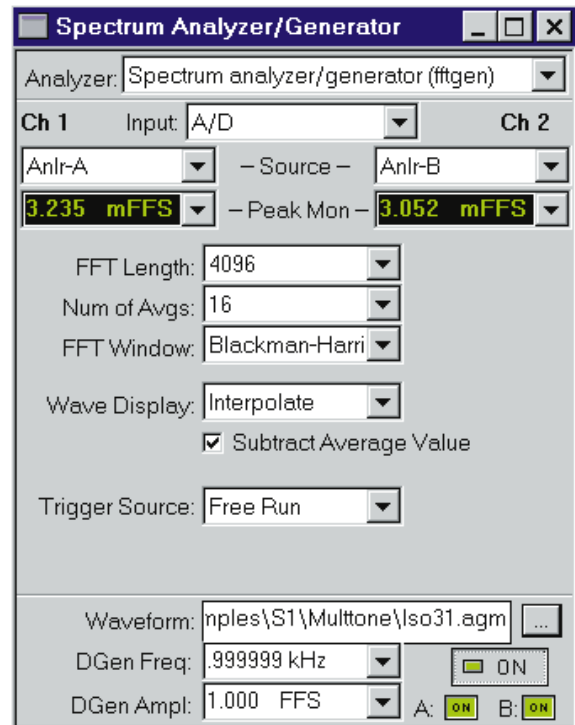 Spectrum Analyzer/Generator
Analyzer: Spectrum analyzer/generator (fftgen)
Ch 1 Input: A/D Ch 2
Anlr-A – Source – Anlr-B
3.235 mFFS – Peak Mon – 3.052 mFFS
FFT Length: 4096
Num of Avgs: 16
FFT Window: Blackman-Harri
Wave Display: Interpolate
Subtract Average Value
Trigger Source: Free Run
Waveform: nples\S1\Multtone\Iso31.agm ...
DGen Freq: .999999 kHz ON
DGen Ampl: 1.000 FFS A: ON B: ON